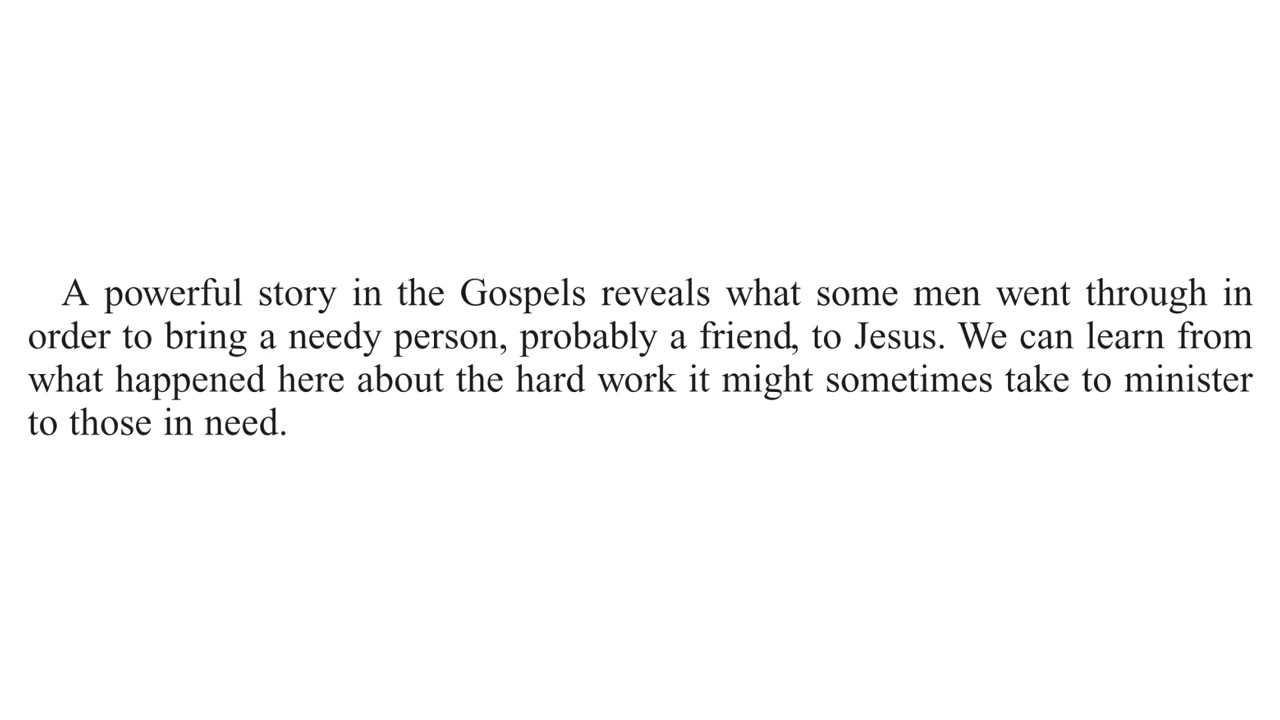 A powerful story in the Gospels reveals what some men went through in
order to bring a needy person, probably a friend, to Jesus. We can learn from
what happened here about the hard work it might sometimes take to minister
to those in need.